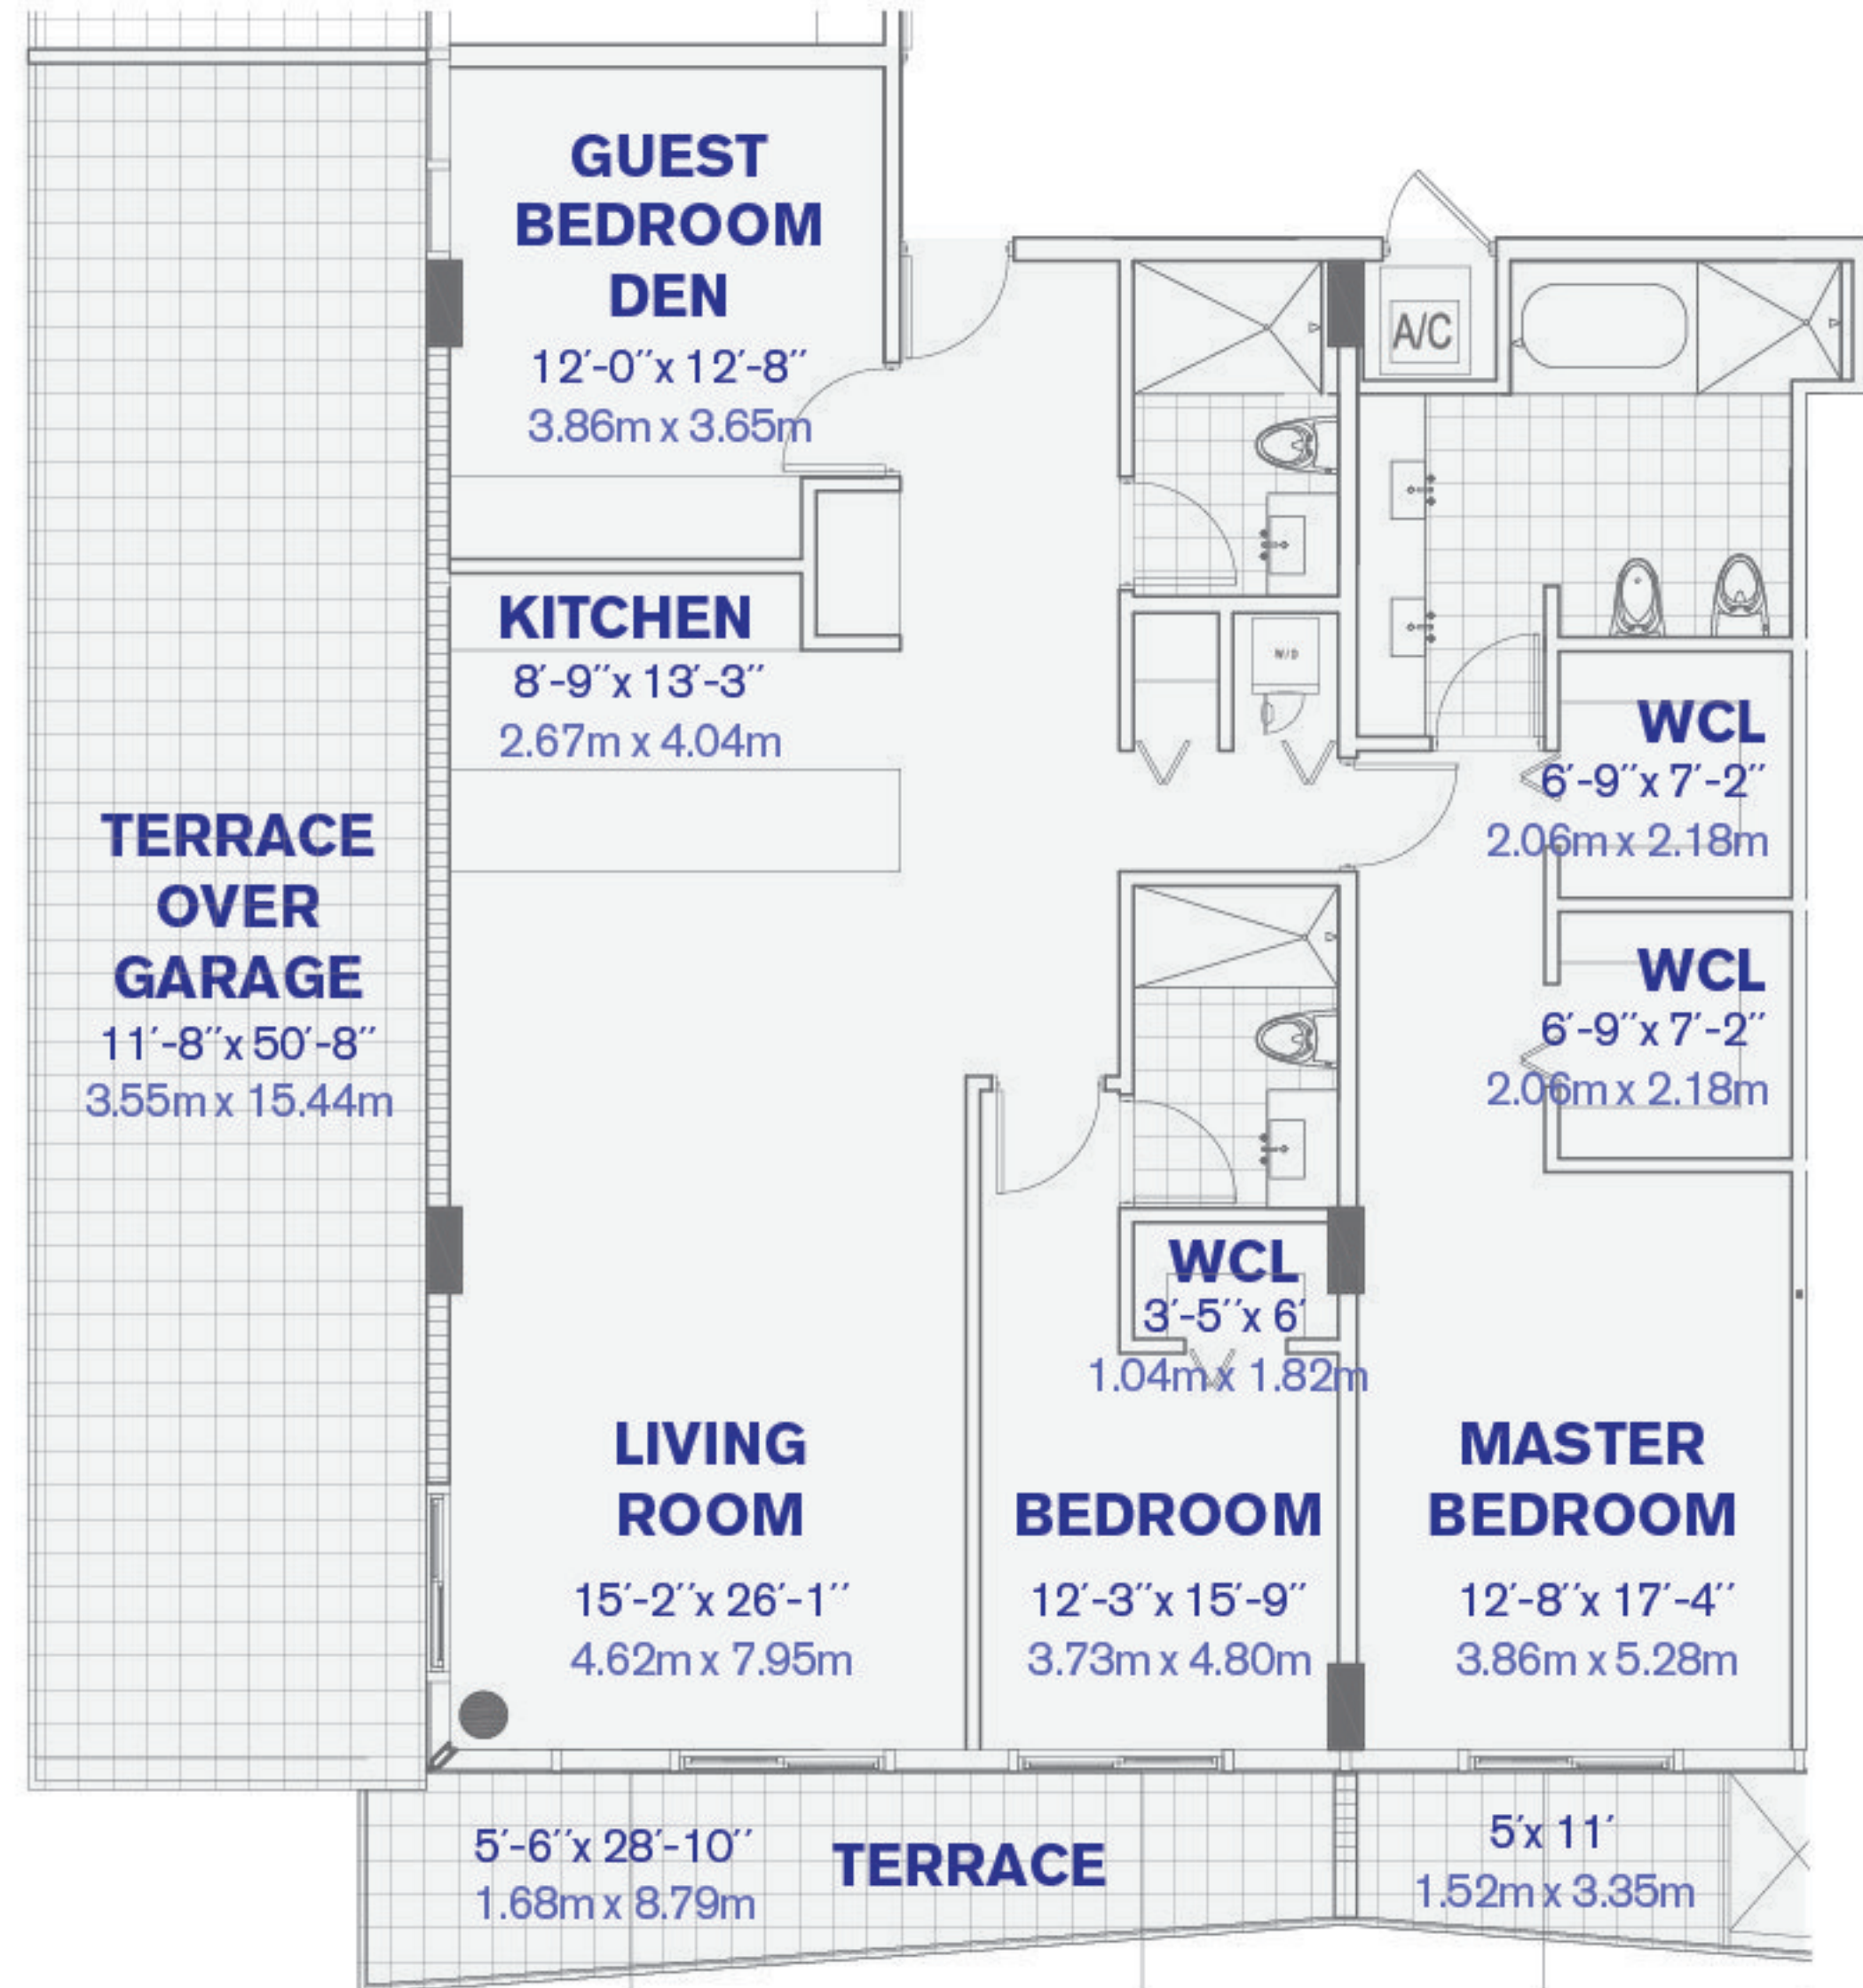 GUEST
BEDROOM
DEN
12′-0″x 12′-8″
3.86m x 3.65m
A/C
KITCHEN
8′-9″x 13′-3″
2.67m x 4.04m
W/D
WCL
6′-9″x 7′-2″
2.06m x 2.18m
TERRACE
OVER
GARAGE
11′-8″x 50′-8″
3.55m x 15.44m
WCL
6′-9″x 7′-2″
2.06m x 2.18m
WCL
3′-5″x 6′
1.04m x 1.82m
LIVING
ROOM
15′-2″x 26′-1″
4.62m x 7.95m
BEDROOM
12′-3″x 15′-9″
3.73m x 4.80m
MASTER
BEDROOM
12′-8″x 17′-4″
3.86m x 5.28m
5′-6″x 28′-10″
1.68m x 8.79m
TERRACE
5′x 11′
1.52m x 3.35m